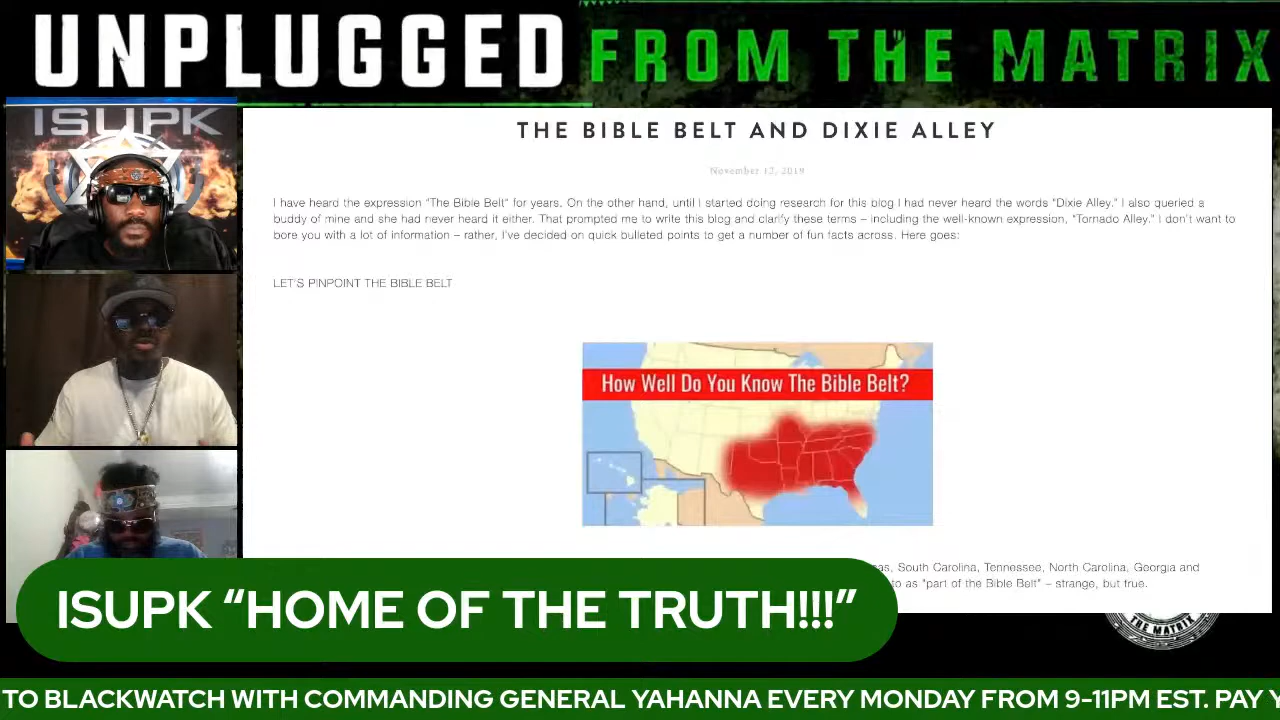 UNPLUGGED FROM THE MATRIX
ISUPK
THE BIBLE BELT AND DIXIE ALLEY
November 12, 2019
I have heard the expression “The Bible Belt” for years. On the other hand, until I started doing research for this blog I had never heard the words “Dixie Alley.” I also queried a
buddy of mine and she had never heard it either. That prompted me to write this blog and clarify these terms – including the well-known expression, “Tornado Alley.” I don’t want to
bore you with a lot of information – rather, I’ve decided on quick bulleted points to get a number of fun facts across. Here goes:
LET’S PINPOINT THE BIBLE BELT
How Well Do You Know The Bible Belt?
South Carolina, Tennessee, North Carolina, Georgia and
to as “part of the Bible Belt” – strange, but true.
ISUPK “HOME OF THE TRUTH!!!”
THE MATRIX
TO BLACKWATCH WITH COMMANDING GENERAL YAHANNA EVERY MONDAY FROM 9-11PM EST. PAY